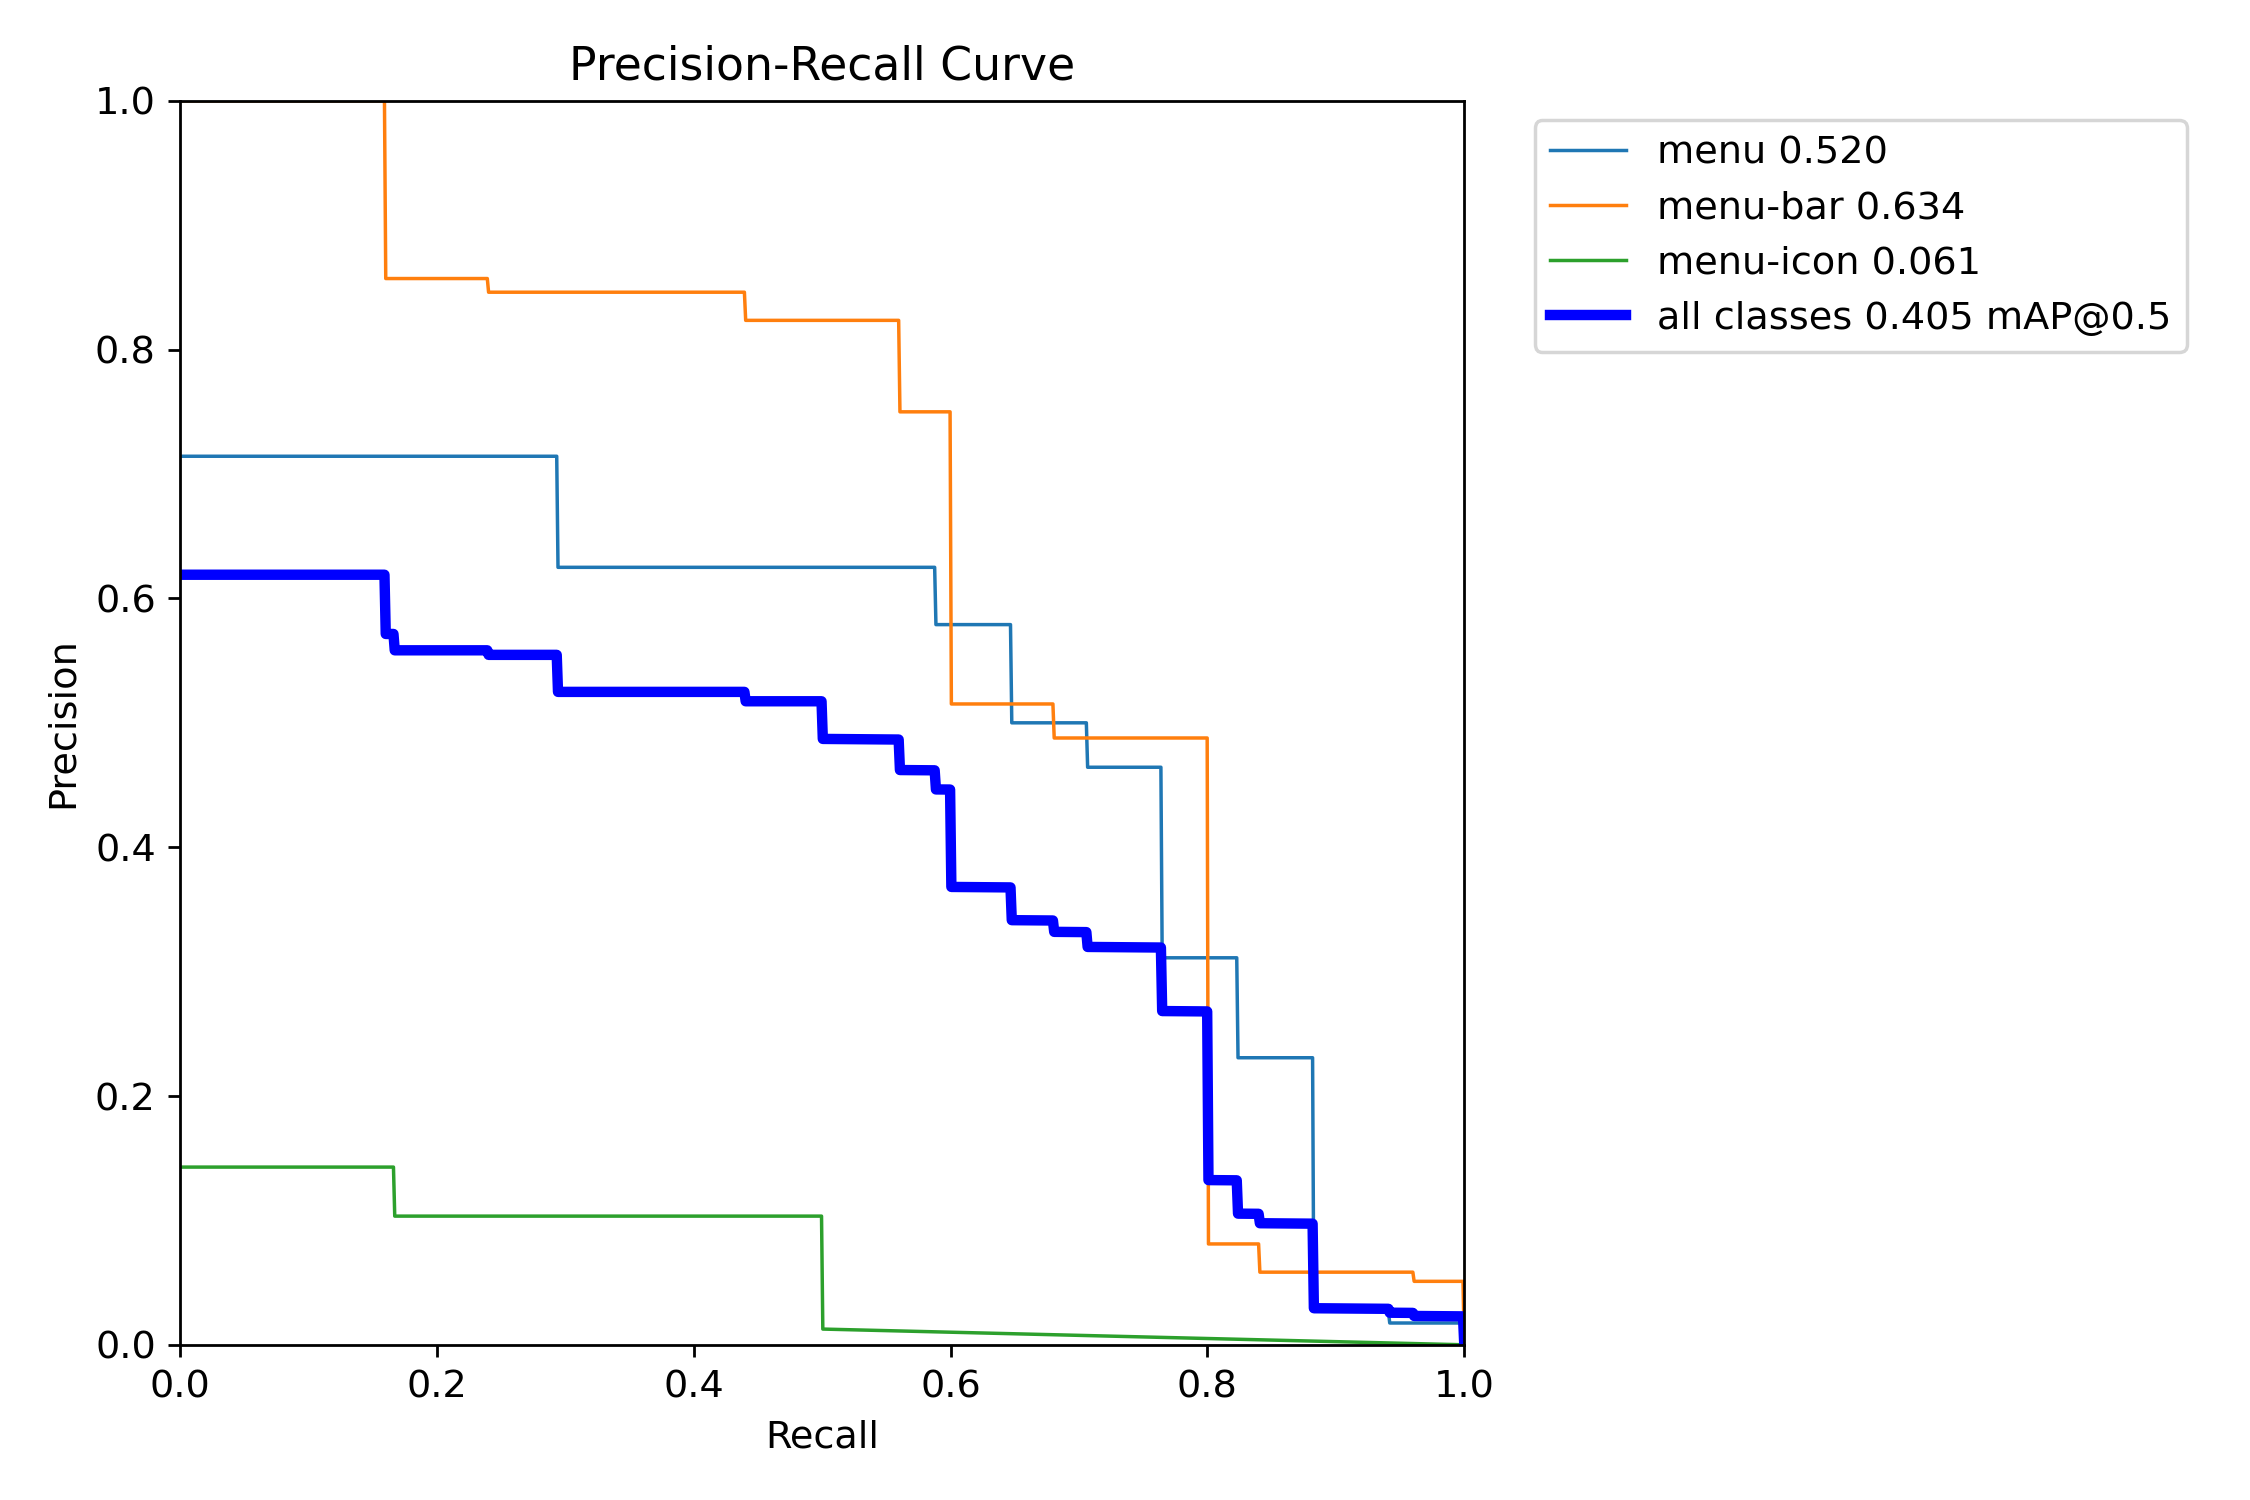 Precision-Recall Curve
1.0
0.8
0.6
0.4
0.2
0.0
Precision
0.0 0.2 0.4 0.6 0.8 1.0
Recall
menu 0.520
menu-bar 0.634
menu-icon 0.061
all classes 0.405 mAP@0.5